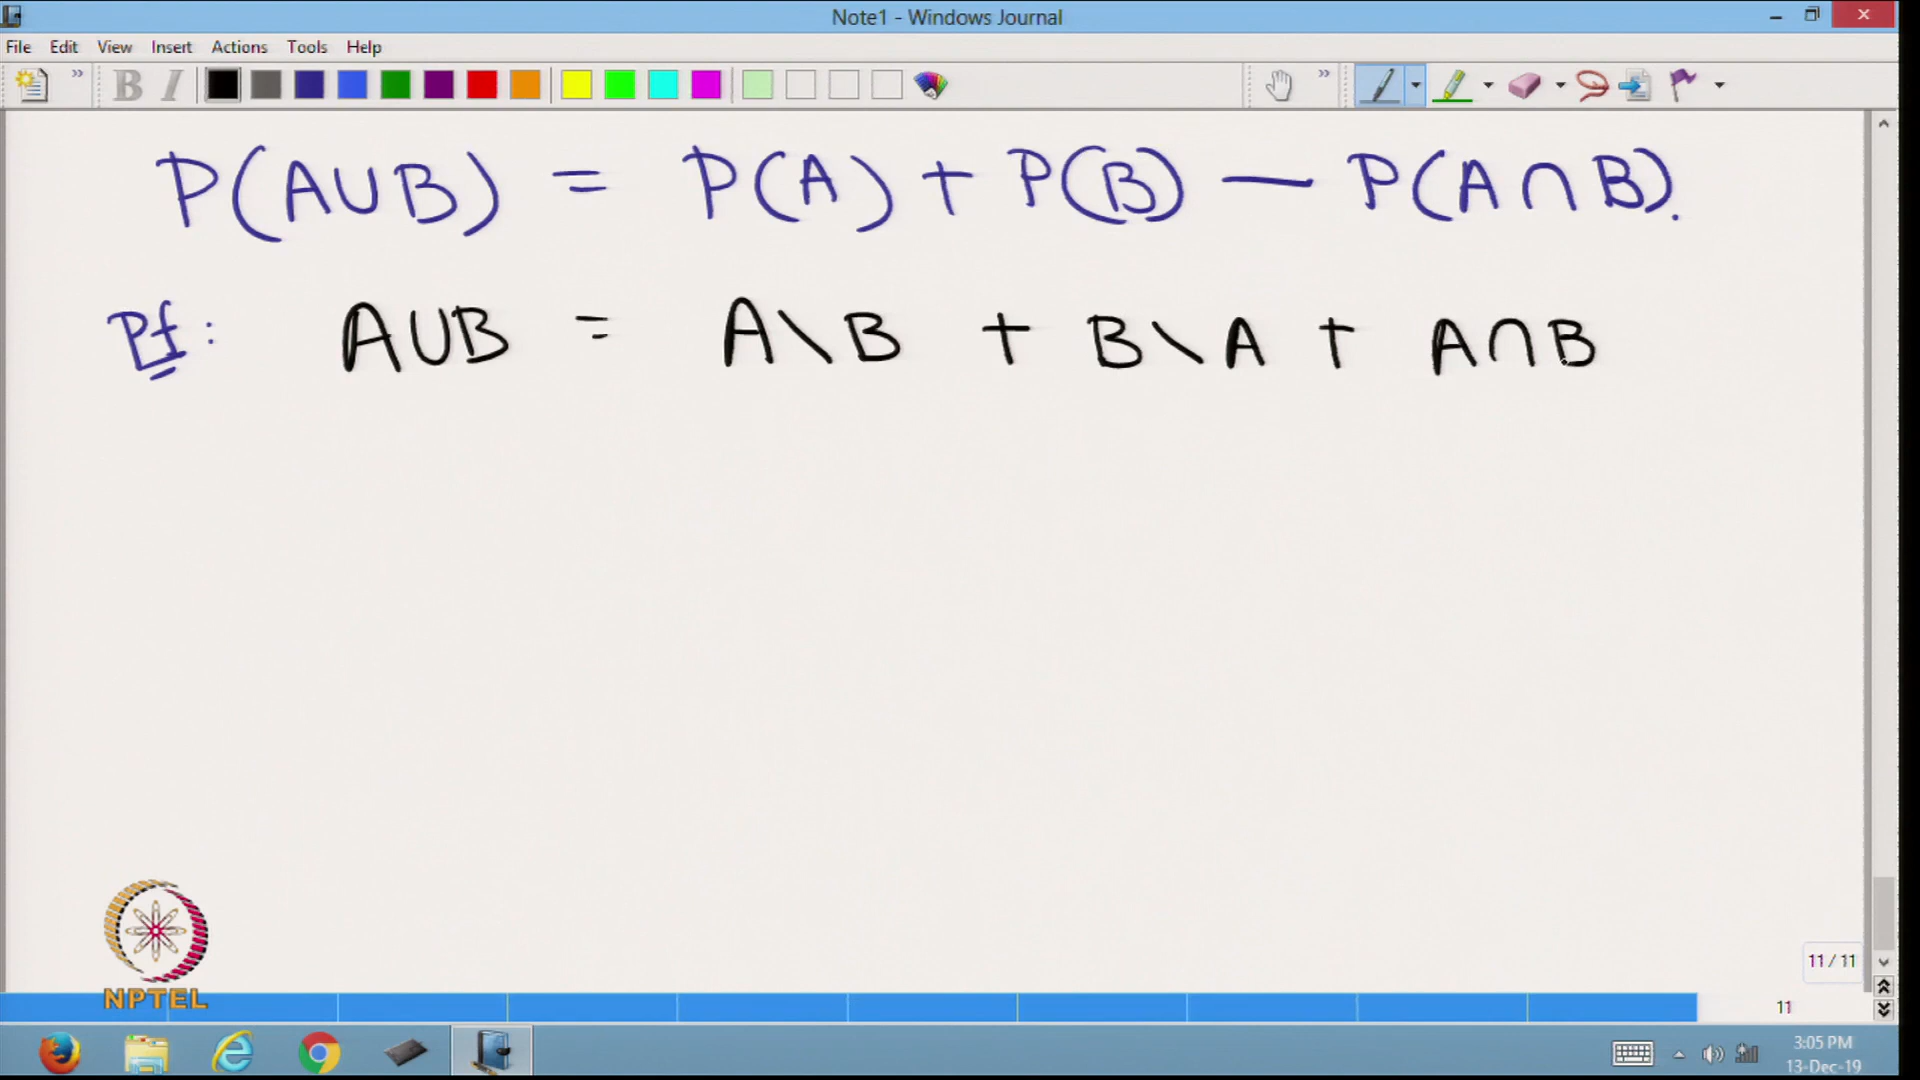 Note1 - Windows Journal
File Edit View Insert Actions Tools Help
B I
P(A∪B) = P(A) + P(B) — P(A∩B).
Pf: A∪B = A\B + B\A + A∩B
NPTEL
11 / 11
11
3:05 PM
13-Dec-19